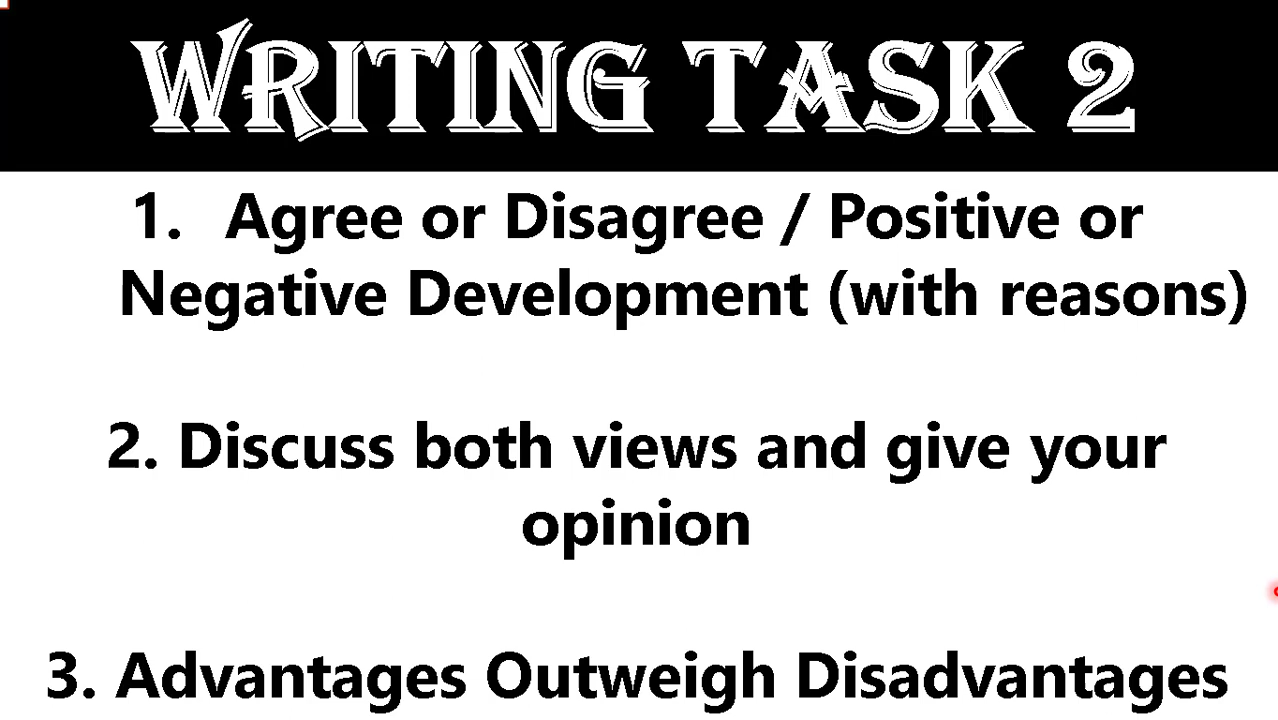 WRITING TASK 2
1. Agree or Disagree / Positive or
Negative Development (with reasons)
2. Discuss both views and give your
opinion
3. Advantages Outweigh Disadvantages